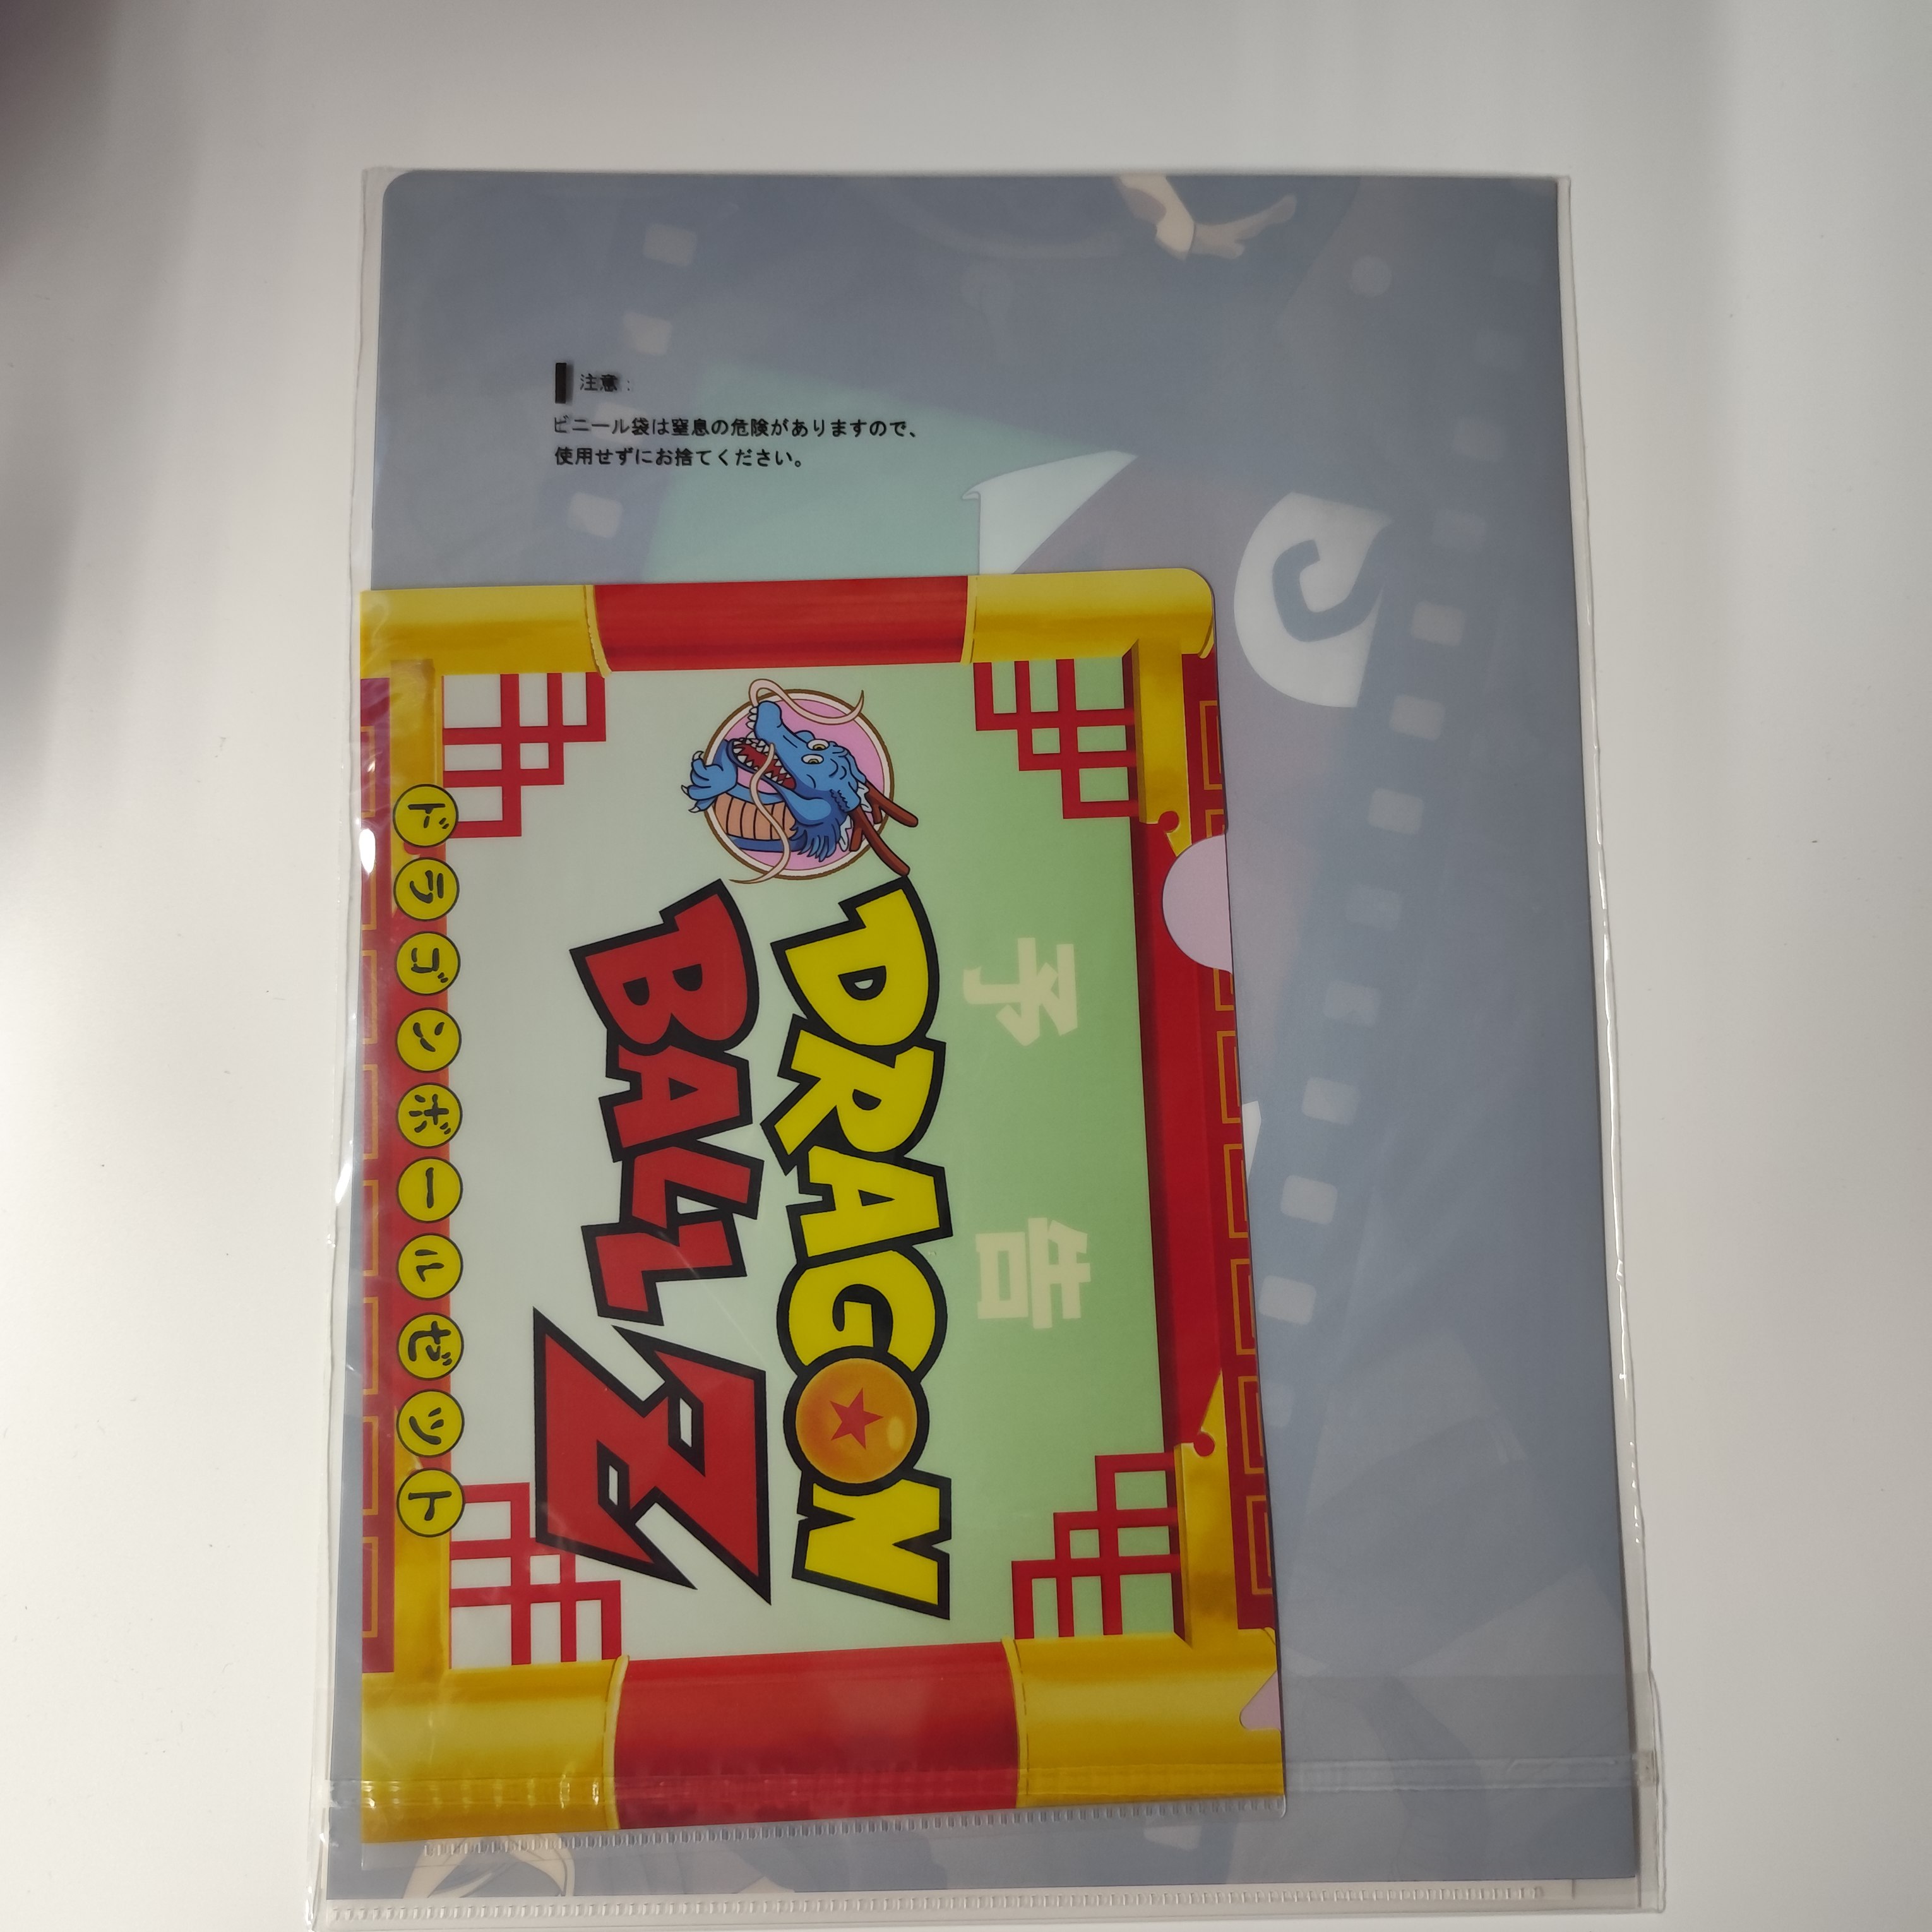 注意：
ビニール袋は窒息の危険がありますので、
使用せずにお捨てください。
予告
DRAGON
BALL Z
ドラゴンボールゼット